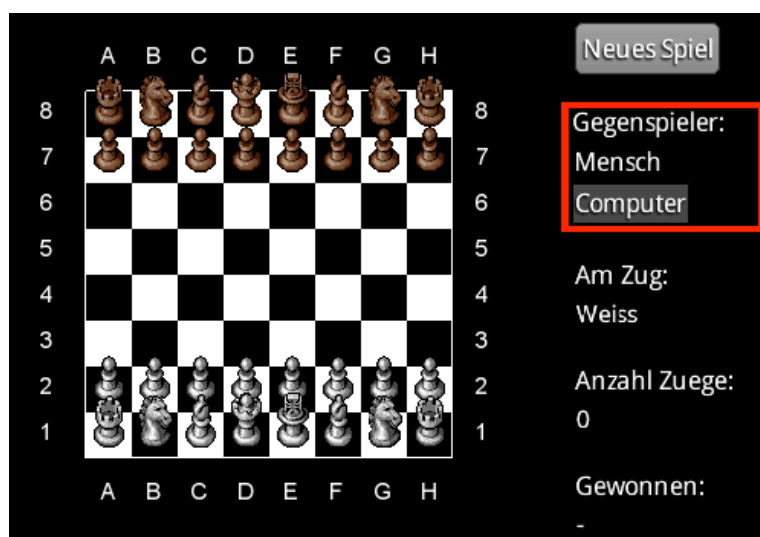 A B C D E F G H
8 8
7 7
6 6
5 5
4 4
3 3
2 2
1 1
A B C D E F G H
Neues Spiel
Gegenspieler:
Mensch
Computer
Am Zug:
Weiss
Anzahl Zuege:
0
Gewonnen:
-